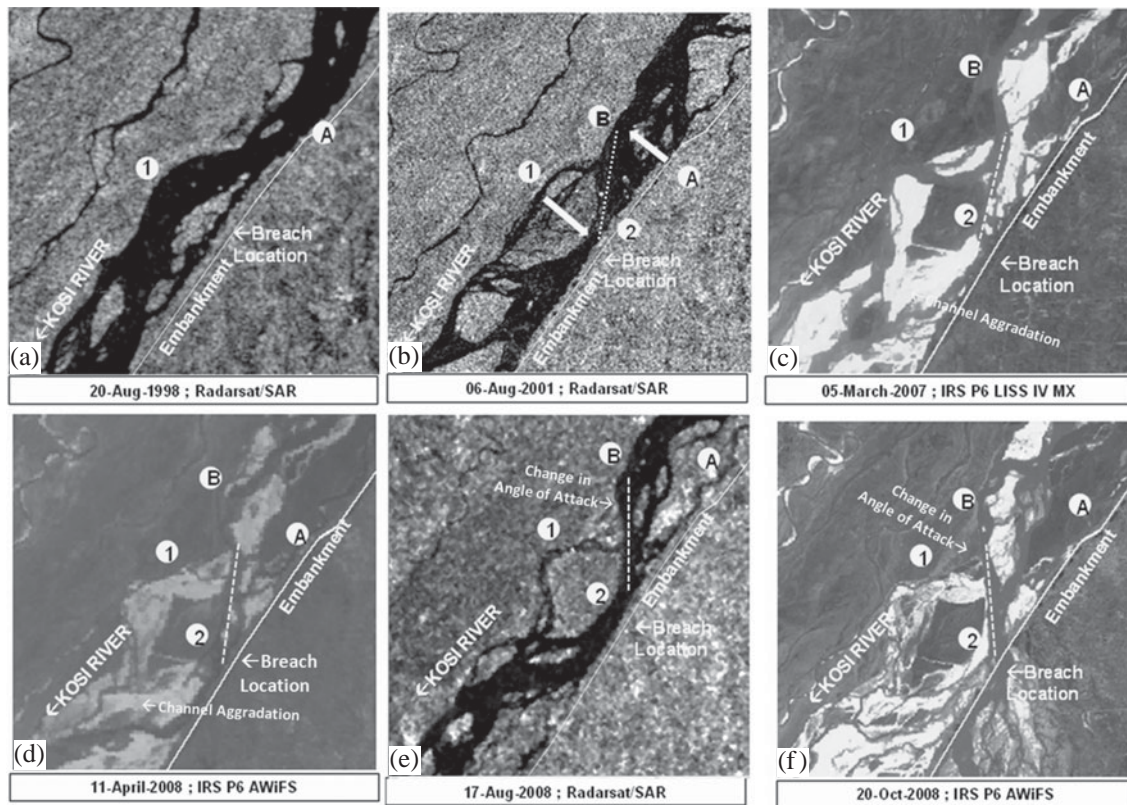 1
A
←Breach
Location
←KOSI RIVER
Embankment
(a)
20-Aug-1998 ; Radarsat/SAR
B
1
A
2
←Breach
Location
←KOSI RIVER
Embankment
(b)
06-Aug-2001 ; Radarsat/SAR
B
A
1
2
Embankment
←KOSI RIVER
←Breach
Location
Channel Aggradation
(c)
05-March-2007 ; IRS P6 LISS IV MX
B
A
1
2
Embankment
←KOSI RIVER
←Breach
Location
←Channel Aggradation
(d)
11-April-2008 ; IRS P6 AWiFS
B
A
Change in
Angle of Attack→
1
2
Embankment
←KOSI RIVER
←Breach
Location
(e)
17-Aug-2008 ; Radarsat/SAR
B
A
Change in
Angle of Attack→
1
2
Embankment
←KOSI RIVER
←Breach
Location
(f)
20-Oct-2008 ; IRS P6 AWiFS